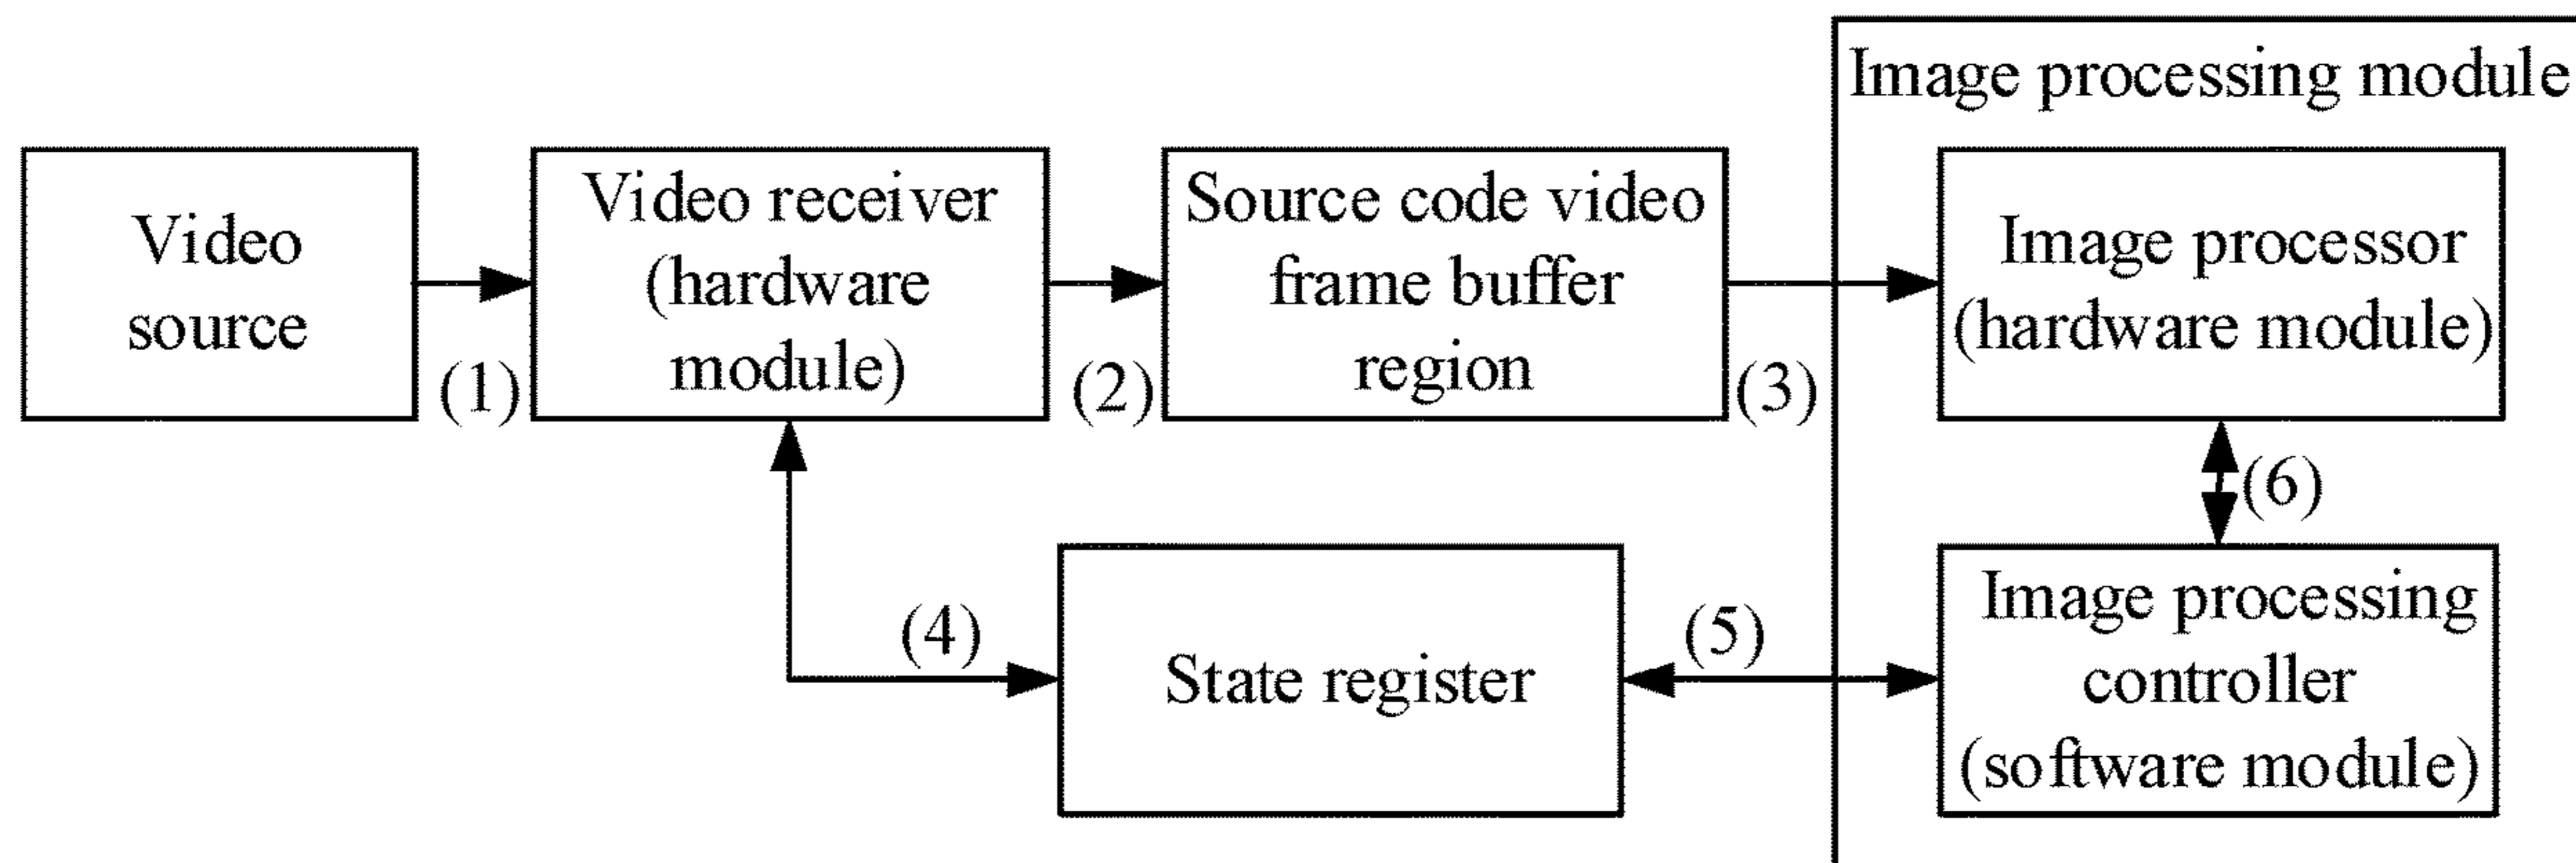 Image processing module
Video
source
(1)
Video receiver
(hardware
module)
(2)
Source code video
frame buffer
region
(3)
Image processor
(hardware module)
(6)
(4)
State register
(5)
Image processing
controller
(software module)